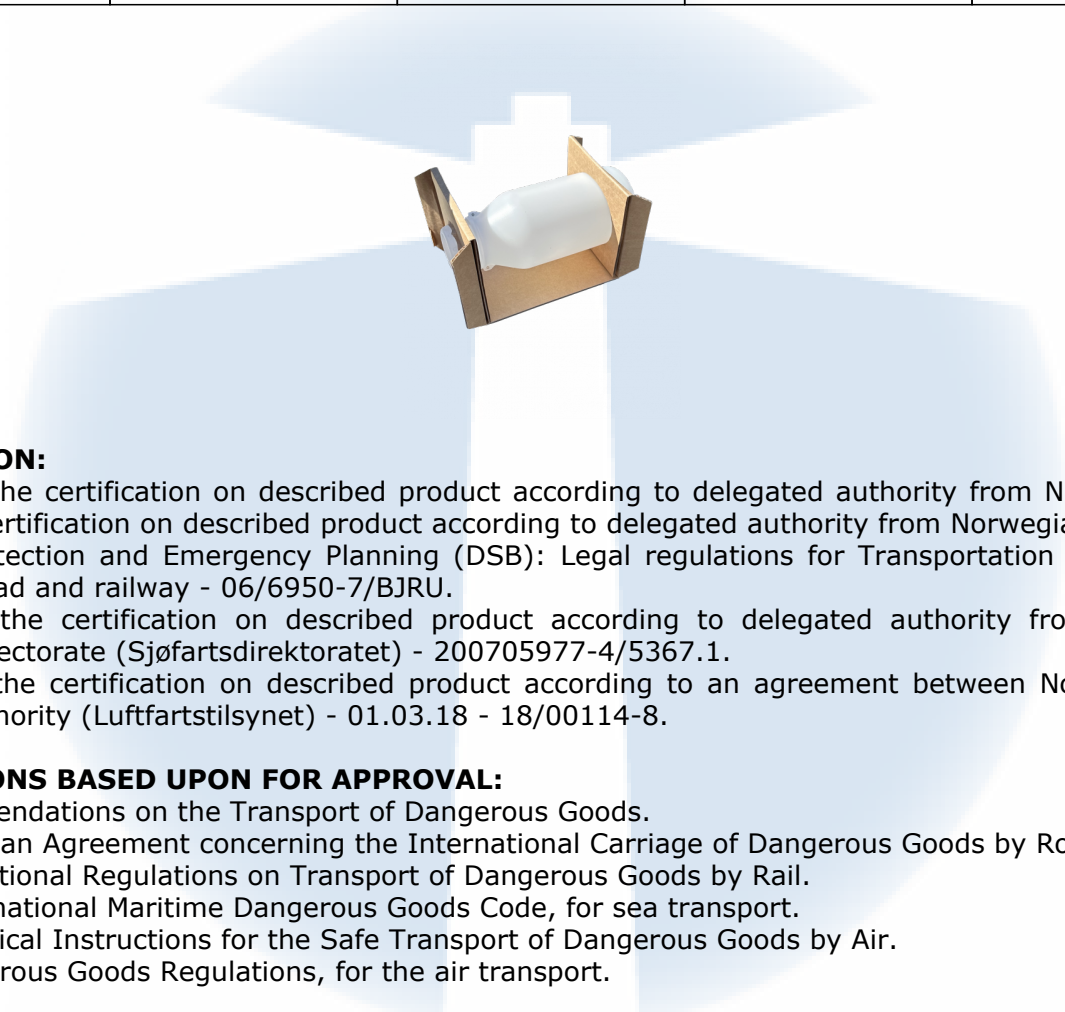 ON:
he certification on described product according to delegated authority from N
ertification on described product according to delegated authority from Norwegia
tection and Emergency Planning (DSB): Legal regulations for Transportation
ad and railway - 06/6950-7/BJRU.
the certification on described product according to delegated authority fro
ectorate (Sjøfartsdirektoratet) - 200705977-4/5367.1.
the certification on described product according to an agreement between No
hority (Luftfartstilsynet) - 01.03.18 - 18/00114-8.
ONS BASED UPON FOR APPROVAL:
endations on the Transport of Dangerous Goods.
an Agreement concerning the International Carriage of Dangerous Goods by Ro
tional Regulations on Transport of Dangerous Goods by Rail.
national Maritime Dangerous Goods Code, for sea transport.
ical Instructions for the Safe Transport of Dangerous Goods by Air.
rous Goods Regulations, for the air transport.